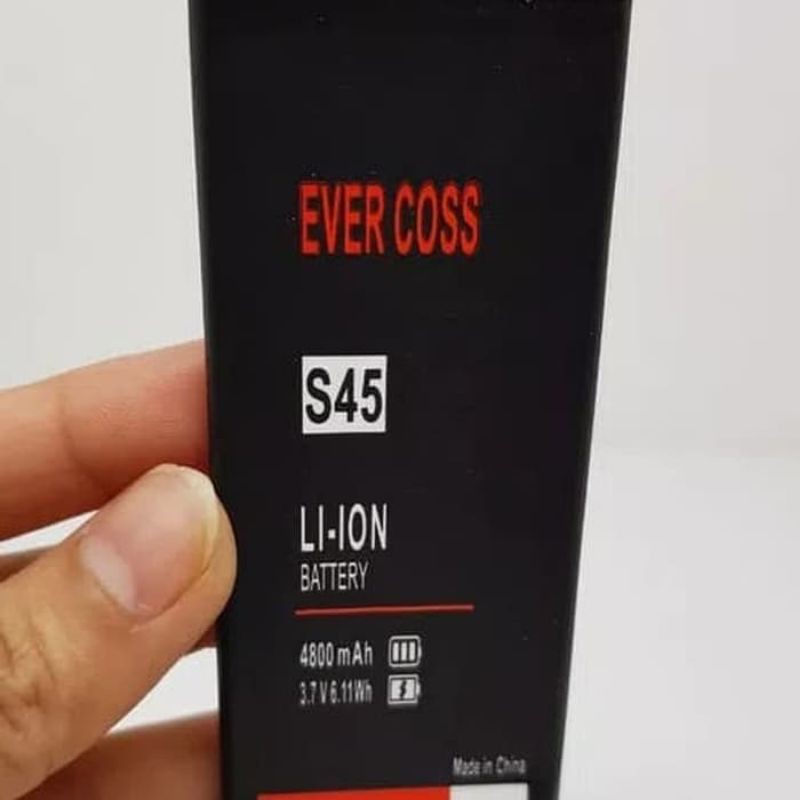 EVER COSS
S45
LI-ION
BATTERY
4800 mAh
3.7 V 6.11Wh
Made in China